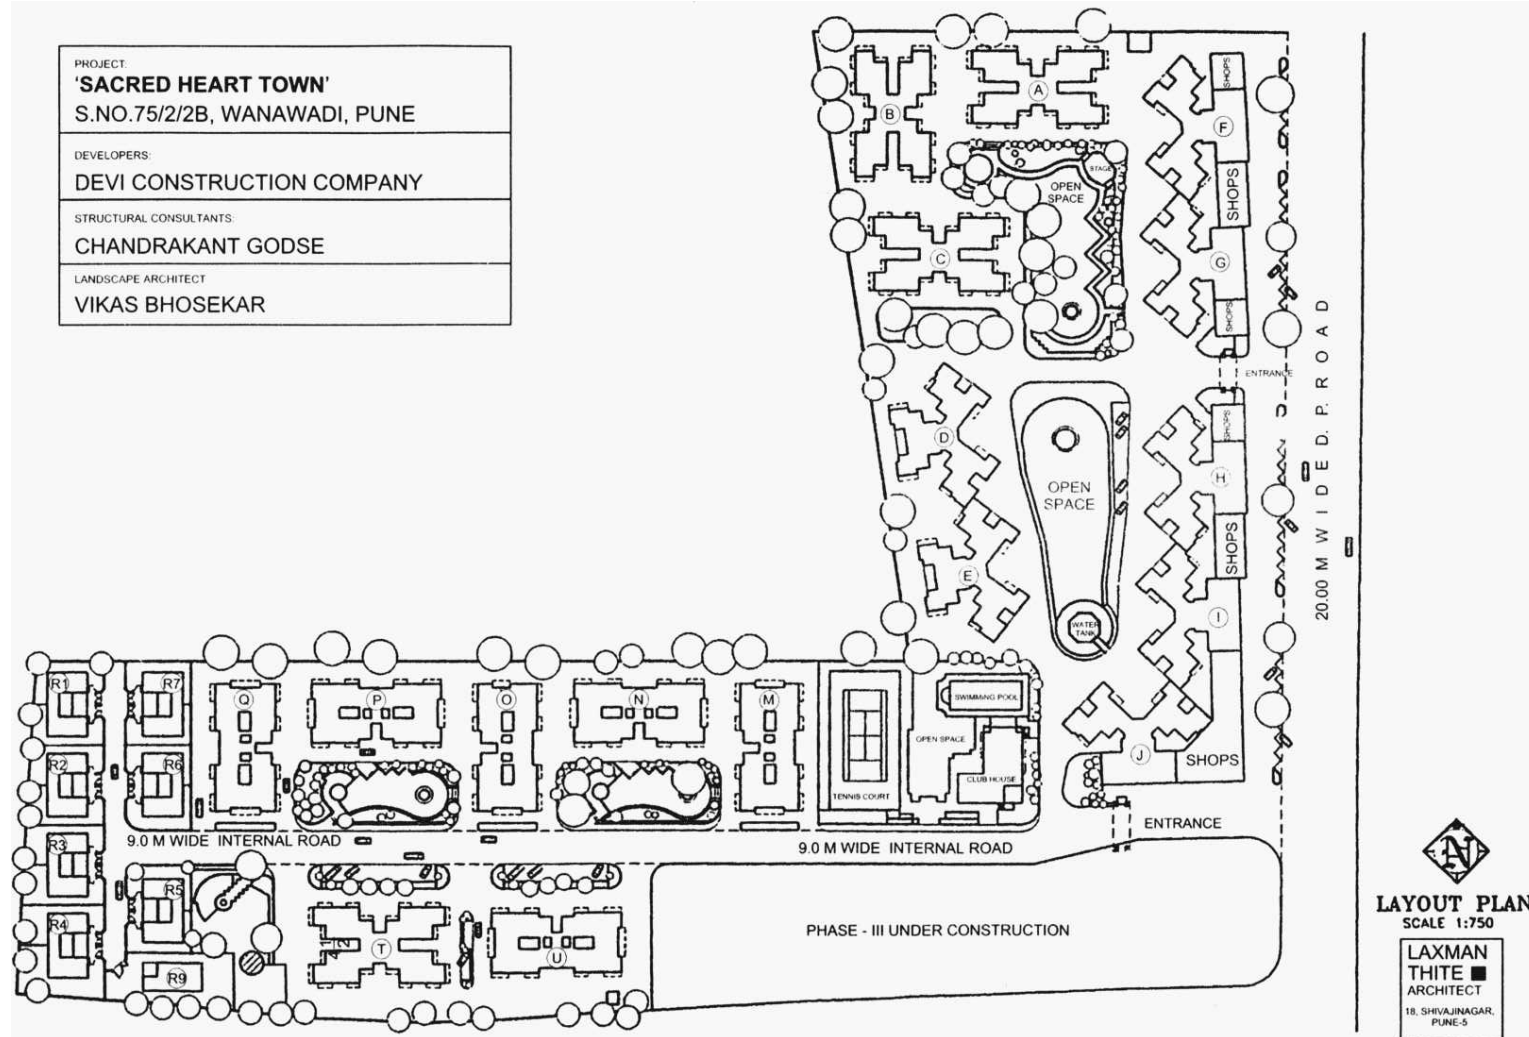 PROJECT:
'SACRED HEART TOWN'
S.NO.75/2/2B, WANAWADI, PUNE
DEVELOPERS:
DEVI CONSTRUCTION COMPANY
STRUCTURAL CONSULTANTS:
CHANDRAKANT GODSE
LANDSCAPE ARCHITECT
VIKAS BHOSEKAR
A
B
SHOPS
F
STAGE
OPEN
SPACE
SHOPS
C
G
SHOPS
ENTRANCE
20.00 M WIDE D. P. ROAD
D
SHOPS
H
OPEN
SPACE
SHOPS
E
I
WATER
TANK
J
SHOPS
R1
R7
Q
P
O
N
M
SWIMMING POOL
OPEN SPACE
CLUB HOUSE
TENNIS COURT
R2
R6
ENTRANCE
9.0 M WIDE INTERNAL ROAD
9.0 M WIDE INTERNAL ROAD
R3
R5
R4
R9
1
2
4
T
U
PHASE - III UNDER CONSTRUCTION
N
LAYOUT PLAN
SCALE 1:750
LAXMAN
THITE
ARCHITECT
18, SHIVAJINAGAR,
PUNE-5